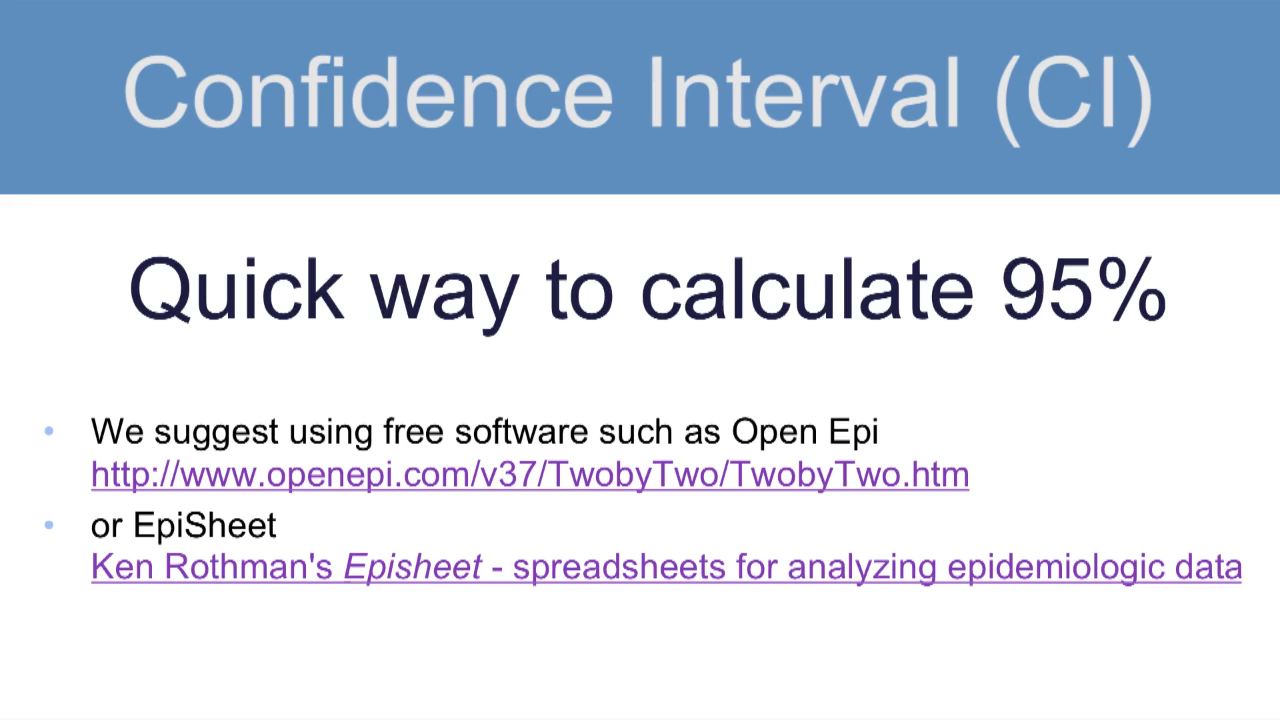 Confidence Interval (CI)
Quick way to calculate 95%
• We suggest using free software such as Open Epi
http://www.openepi.com/v37/TwobyTwo/TwobyTwo.htm
• or EpiSheet
Ken Rothman's Episheet - spreadsheets for analyzing epidemiologic data